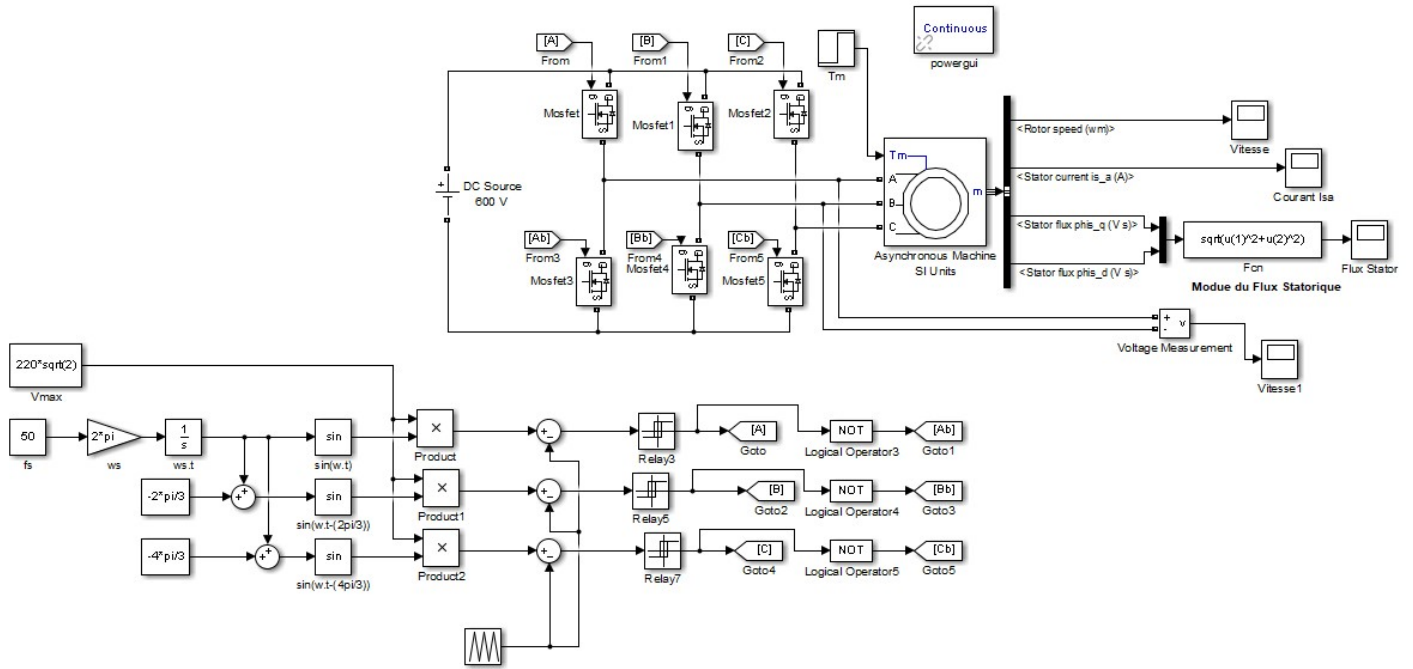 [A]
From
[B]
From1
[C]
From2
Tm
Continuous
powergui
g
D
S
Mosfet
g
D
S
Mosfet1
g
D
S
Mosfet2
<Rotor speed (wm)>
Vitesse
+
DC Source
600 V
Tm
A
B
C
m
Asynchronous Machine
SI Units
<Stator current is_a (A)>
Courant Isa
<Stator flux phis_q (V s)>
<Stator flux phis_d (V s)>
sqrt(u(1)^2+u(2)^2)
Fcn
Modue du Flux Statorique
Flux Stator
[Ab]
From3
[Bb]
From4
[Cb]
From5
g
D
S
Mosfet3
g
D
S
Mosfet4
g
D
S
Mosfet5
+
-
v
Voltage Measurement
Vitesse1
220*sqrt(2)
Vmax
50
fs
2*pi
ws
1
s
ws.t
sin
sin(w.t)
×
Product
+
-
Relay3
[A]
Goto
NOT
Logical Operator3
[Ab]
Goto1
-2*pi/3
+
+
sin
sin(w.t-(2pi/3))
×
Product1
+
-
Relay5
[B]
Goto2
NOT
Logical Operator4
[Bb]
Goto3
-4*pi/3
+
+
sin
sin(w.t-(4pi/3))
×
Product2
+
-
Relay7
[C]
Goto4
NOT
Logical Operator5
[Cb]
Goto5